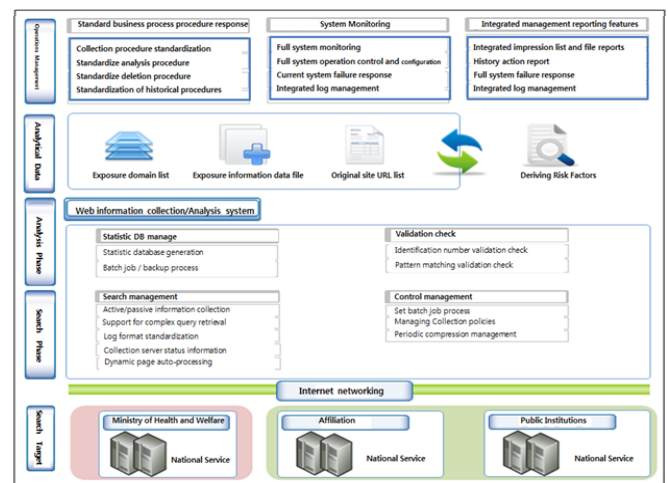 Operations Management
Standard business process procedure response
Collection procedure standardization
Standardize analysis procedure
Standardize deletion procedure
Standardization of historical procedures
System Monitoring
Full system monitoring
Full system operation control and configuration
Current system failure response
Integrated log management
Integrated management reporting features
Integrated impression list and file reports
History action report
Full system failure response
Integrated log management
Analytical Data
Exposure domain list
Exposure information data file
Original site URL list
Deriving Risk Factors
Analysis Phase
Web information collection/Analysis system
Statistic DB manage
Statistic database generation
Batch job / backup process
Validation check
Identification number validation check
Pattern matching validation check
Search Phase
Search management
Active/passive information collection
Support for complex query retrieval
Log format standardization
Collection server status information
Dynamic page auto-processing
Control management
Set batch job process
Managing Collection policies
Periodic compression management
Internet networking
Search Target
Ministry of Health and Welfare
National Service
Affiliation
National Service
Public Institutions
National Service